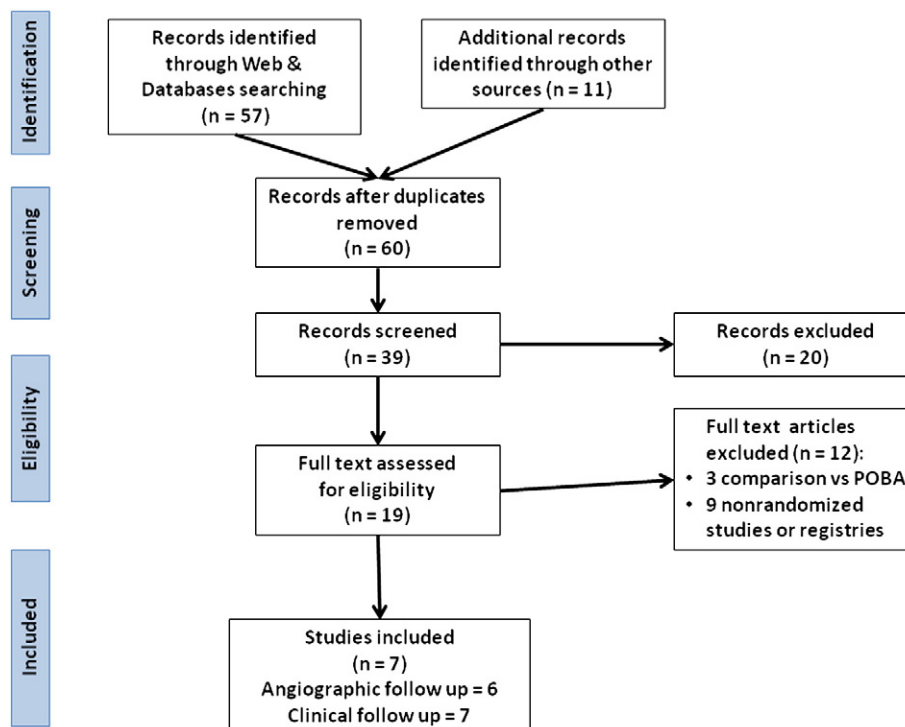 Identification
Records identified
through Web &
Databases searching
(n = 57)
Additional records
identified through other
sources (n = 11)
Screening
Records after duplicates
removed
(n = 60)
Records screened
(n = 39)
Records excluded
(n = 20)
Eligibility
Full text assessed
for eligibility
(n = 19)
Full text articles
excluded (n = 12):
• 3 comparison vs POBA
• 9 nonrandomized
studies or registries
Included
Studies included
(n = 7)
Angiographic follow up = 6
Clinical follow up = 7